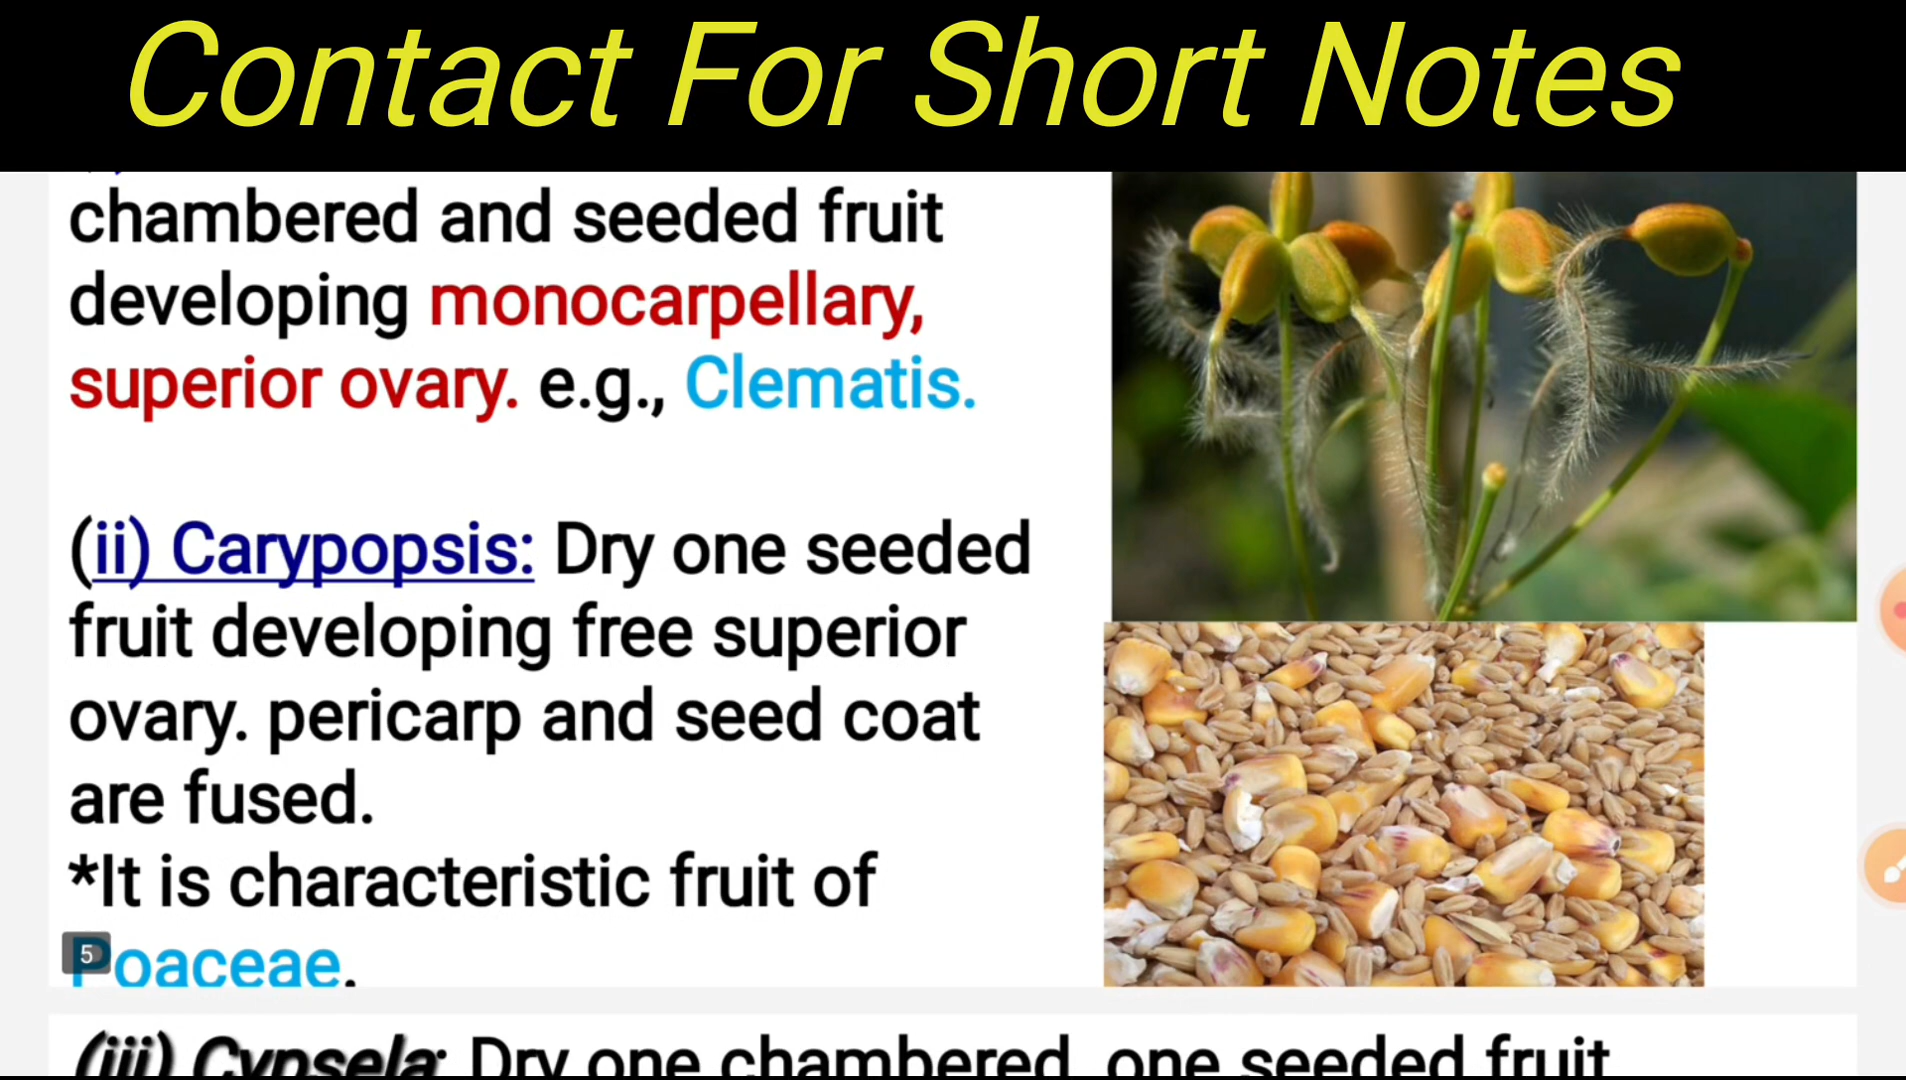 Contact For Short Notes
chambered and seeded fruit
developing monocarpellary,
superior ovary. e.g., Clematis.
(ii) Carypopsis: Dry one seeded
fruit developing free superior
ovary. pericarp and seed coat
are fused.
*It is characteristic fruit of
Poaceae.
5
(iii) Cypsela: Dry one chambered, one seeded fruit